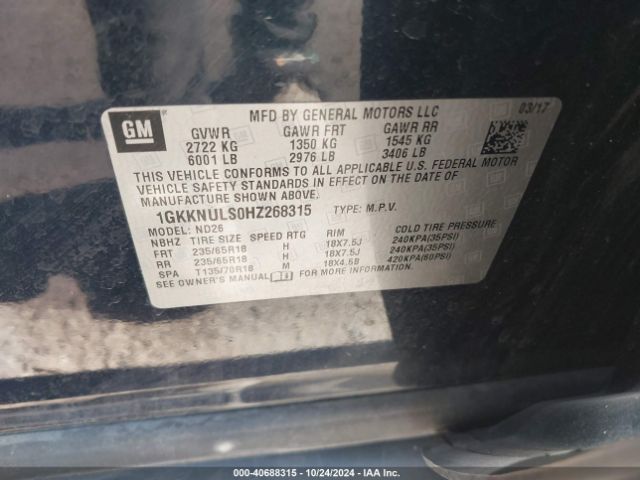 GM
MFD BY GENERAL MOTORS LLC 03/17
GVWR GAWR FRT GAWR RR
2722 KG 1350 KG 1545 KG
6001 LB 2976 LB 3406 LB
THIS VEHICLE CONFORMS TO ALL APPLICABLE U.S. FEDERAL MOTOR
VEHICLE SAFETY STANDARDS IN EFFECT ON THE DATE OF
MANUFACTURE SHOWN ABOVE.
1GKKNULS0HZ268315 TYPE: M.P.V.
MODEL: ND26
NBHZ TIRE SIZE SPEED RTG RIM COLD TIRE PRESSURE
FRT 235/65R18 H 18X7.5J 240KPA(35PSI)
RR 235/65R18 H 18X7.5J 240KPA(35PSI)
SPA T135/70R18 M 18X4.5B 420KPA(60PSI)
SEE OWNER'S MANUAL FOR MORE INFORMATION.
000-40688315 | 10/24/2024 | IAA Inc.